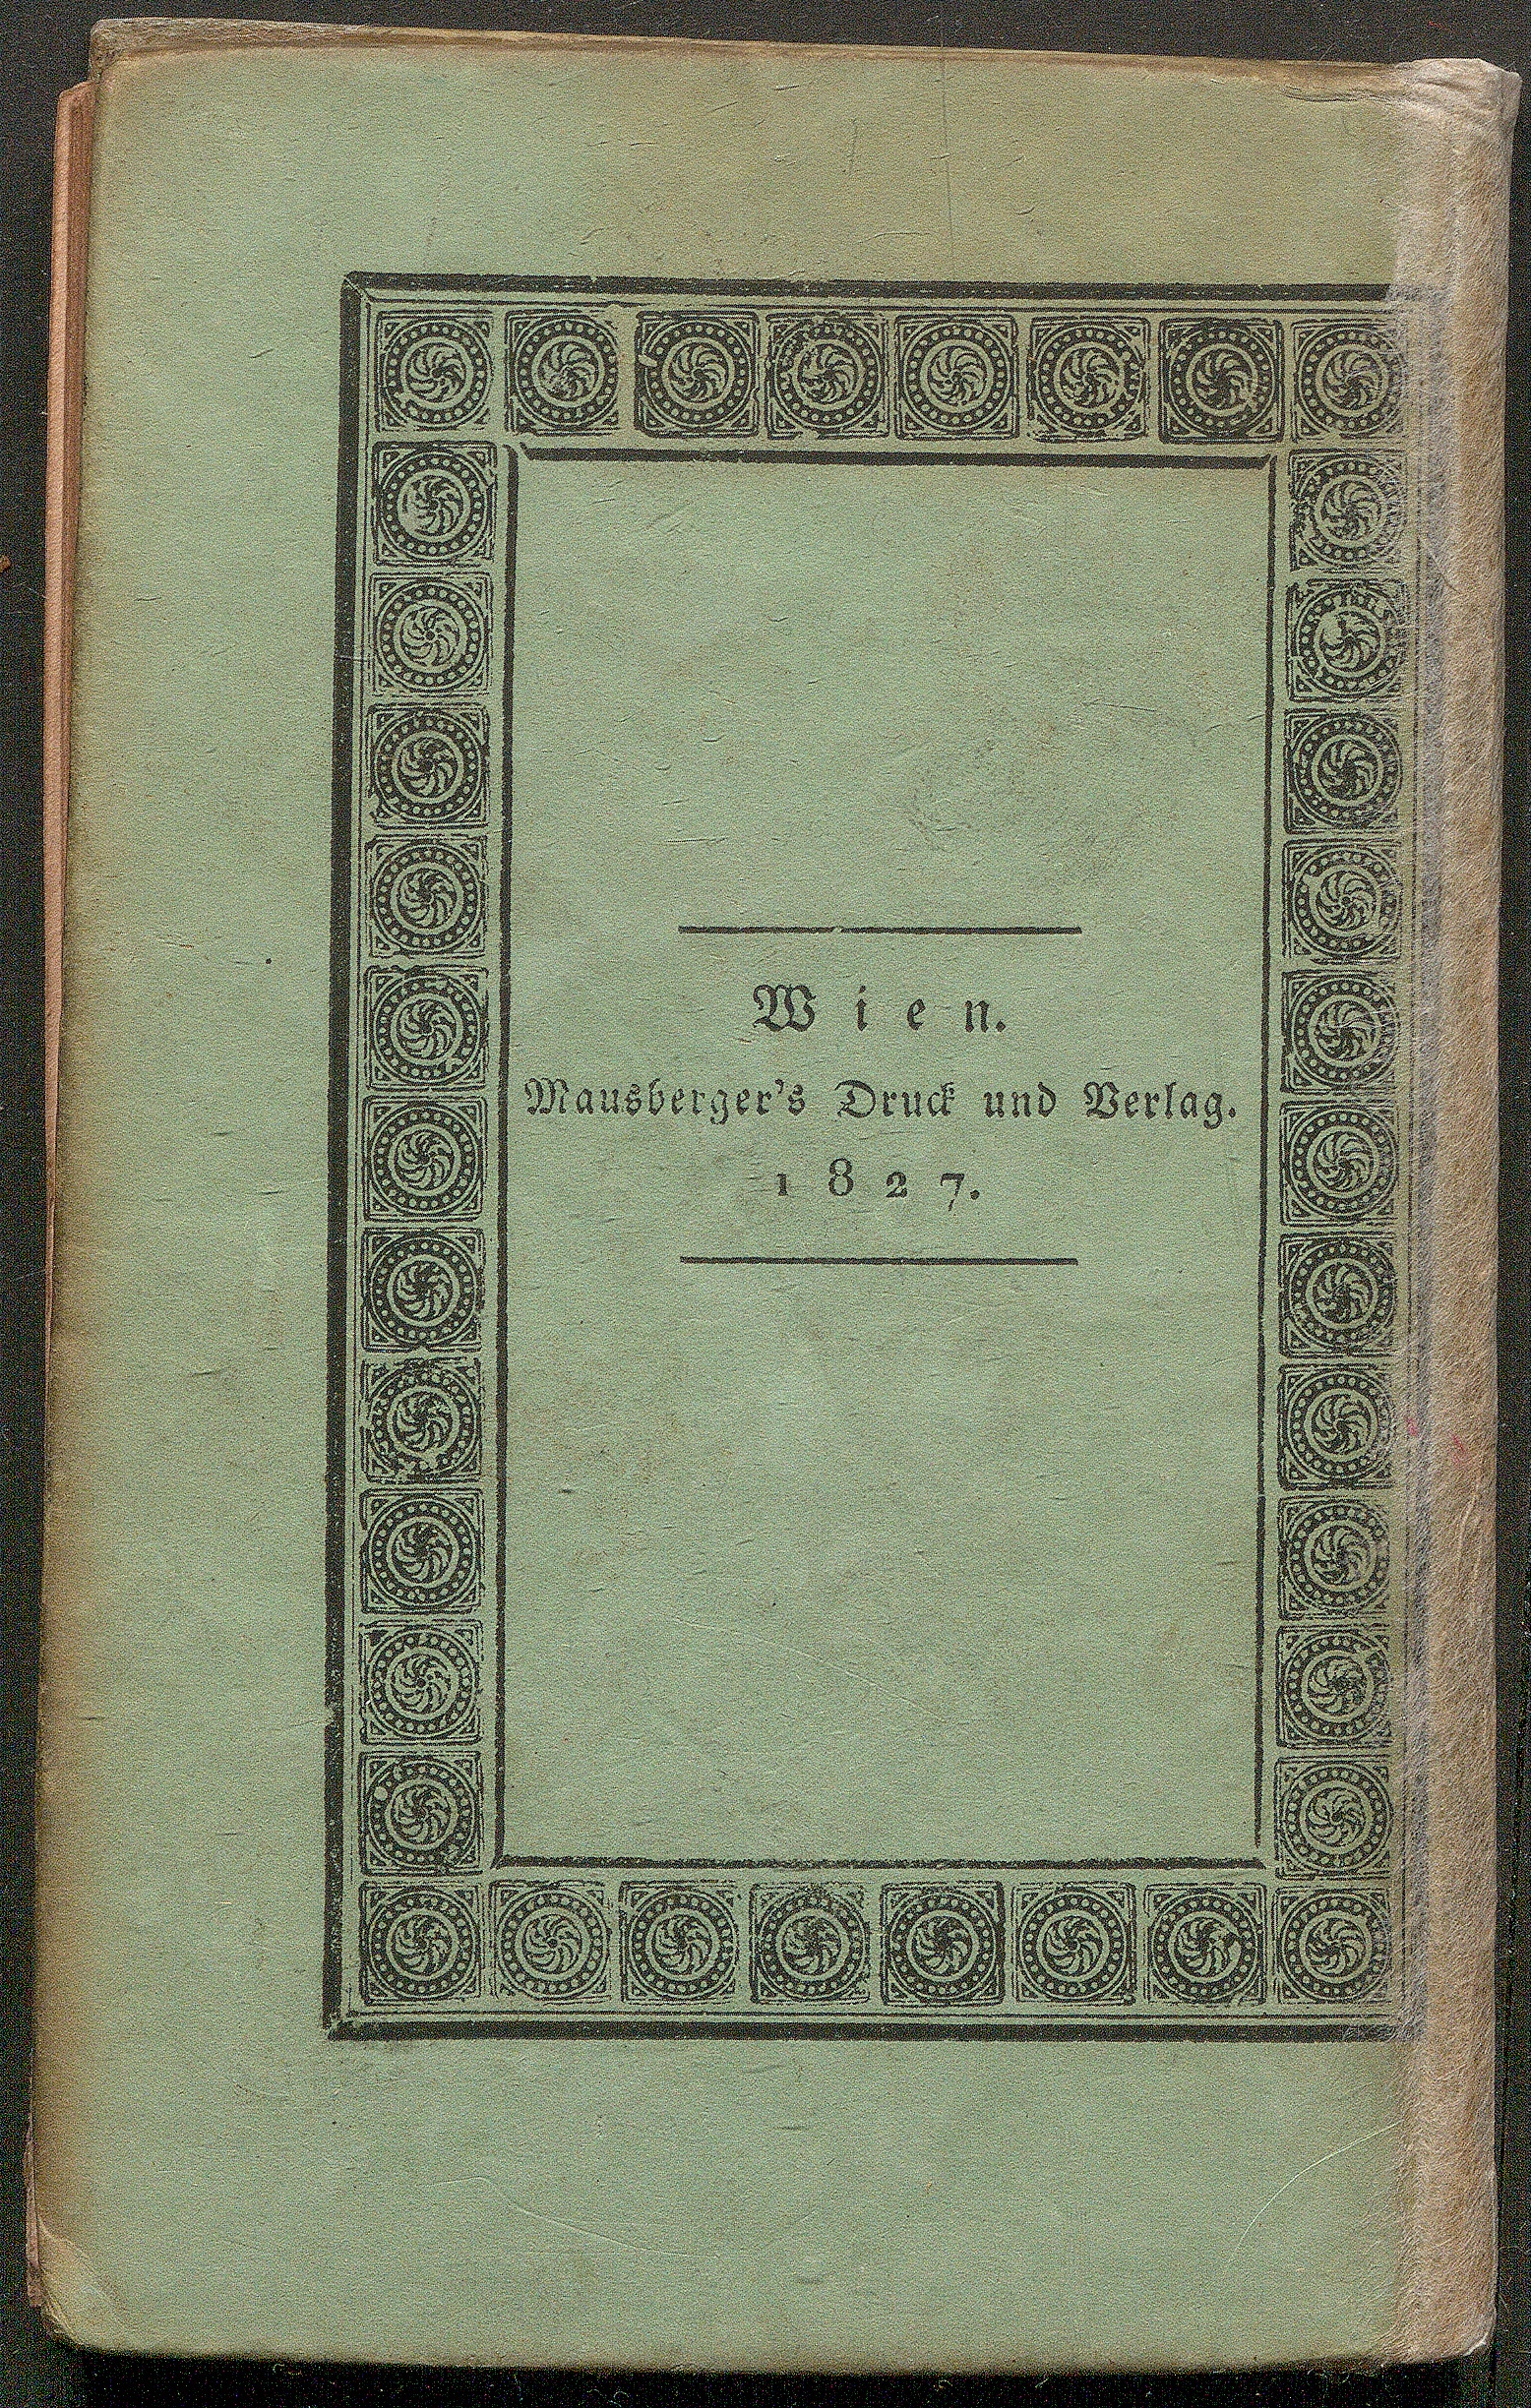 Wien.
Mausberger's Druck und Verlag.
1827.